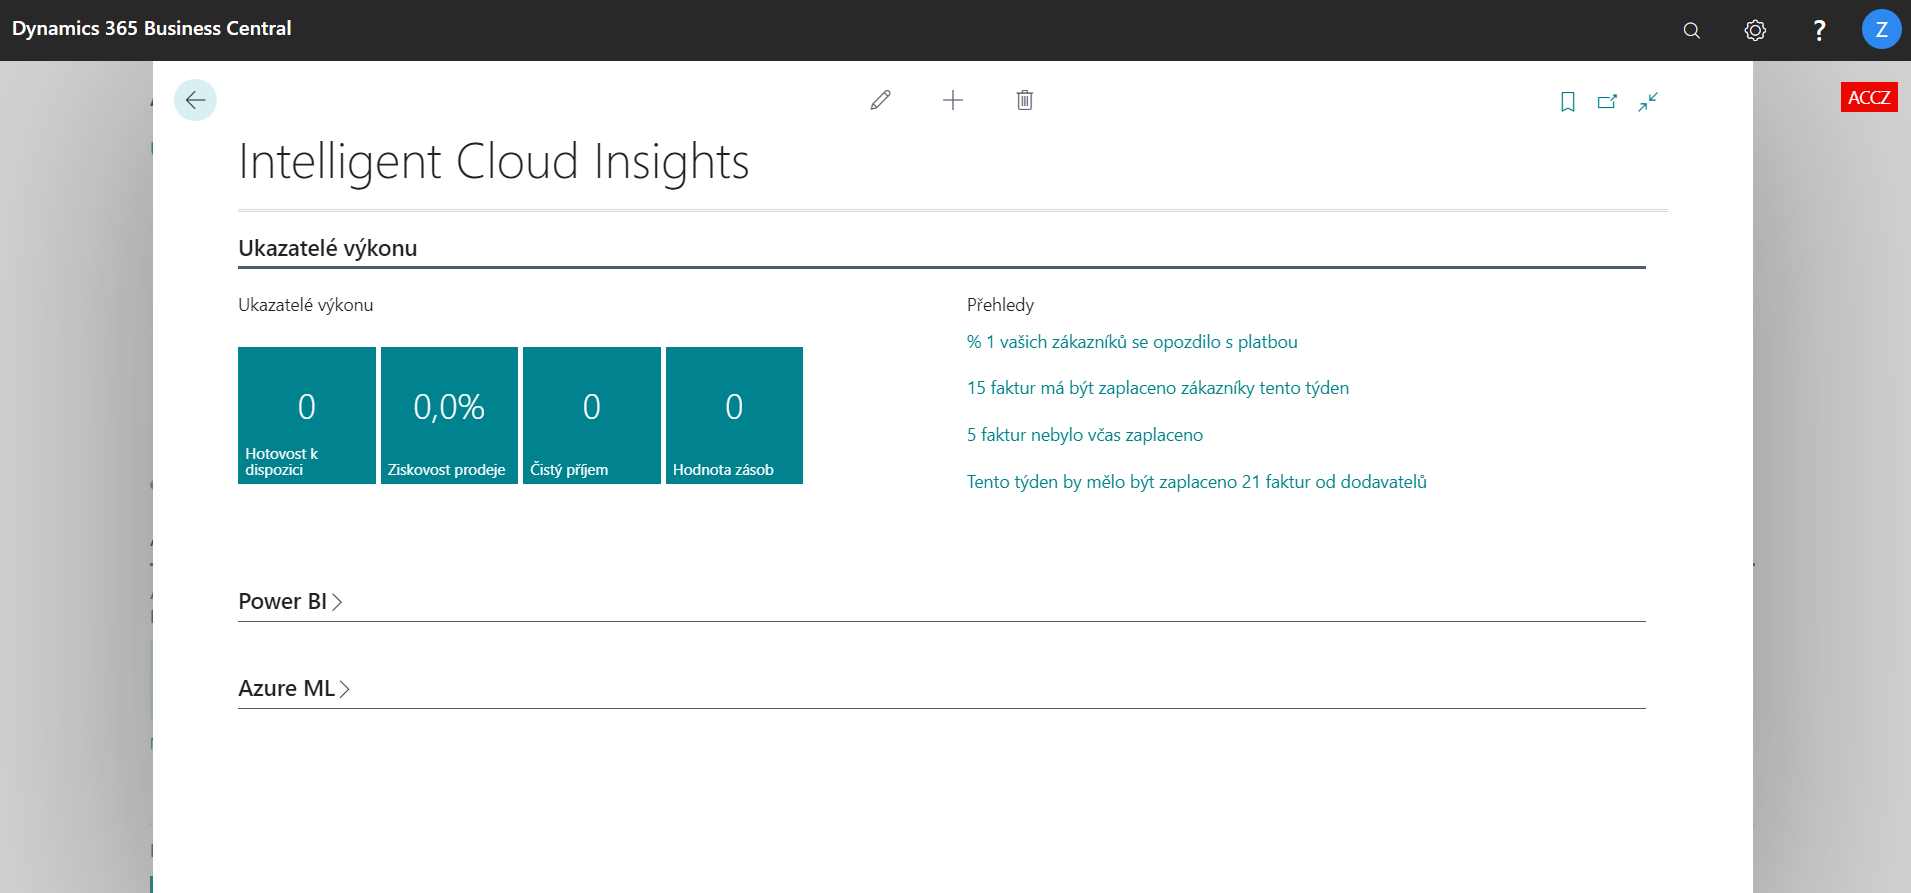 Dynamics 365 Business Central
Z
ACCZ
Intelligent Cloud Insights
Ukazatelé výkonu
Ukazatelé výkonu
0
Hotovost k
dispozici
0,0%
Ziskovost prodeje
0
Čistý příjem
0
Hodnota zásob
Přehledy
% 1 vašich zákazníků se opozdilo s platbou
15 faktur má být zaplaceno zákazníky tento týden
5 faktur nebylo včas zaplaceno
Tento týden by mělo být zaplaceno 21 faktur od dodavatelů
Power BI
Azure ML